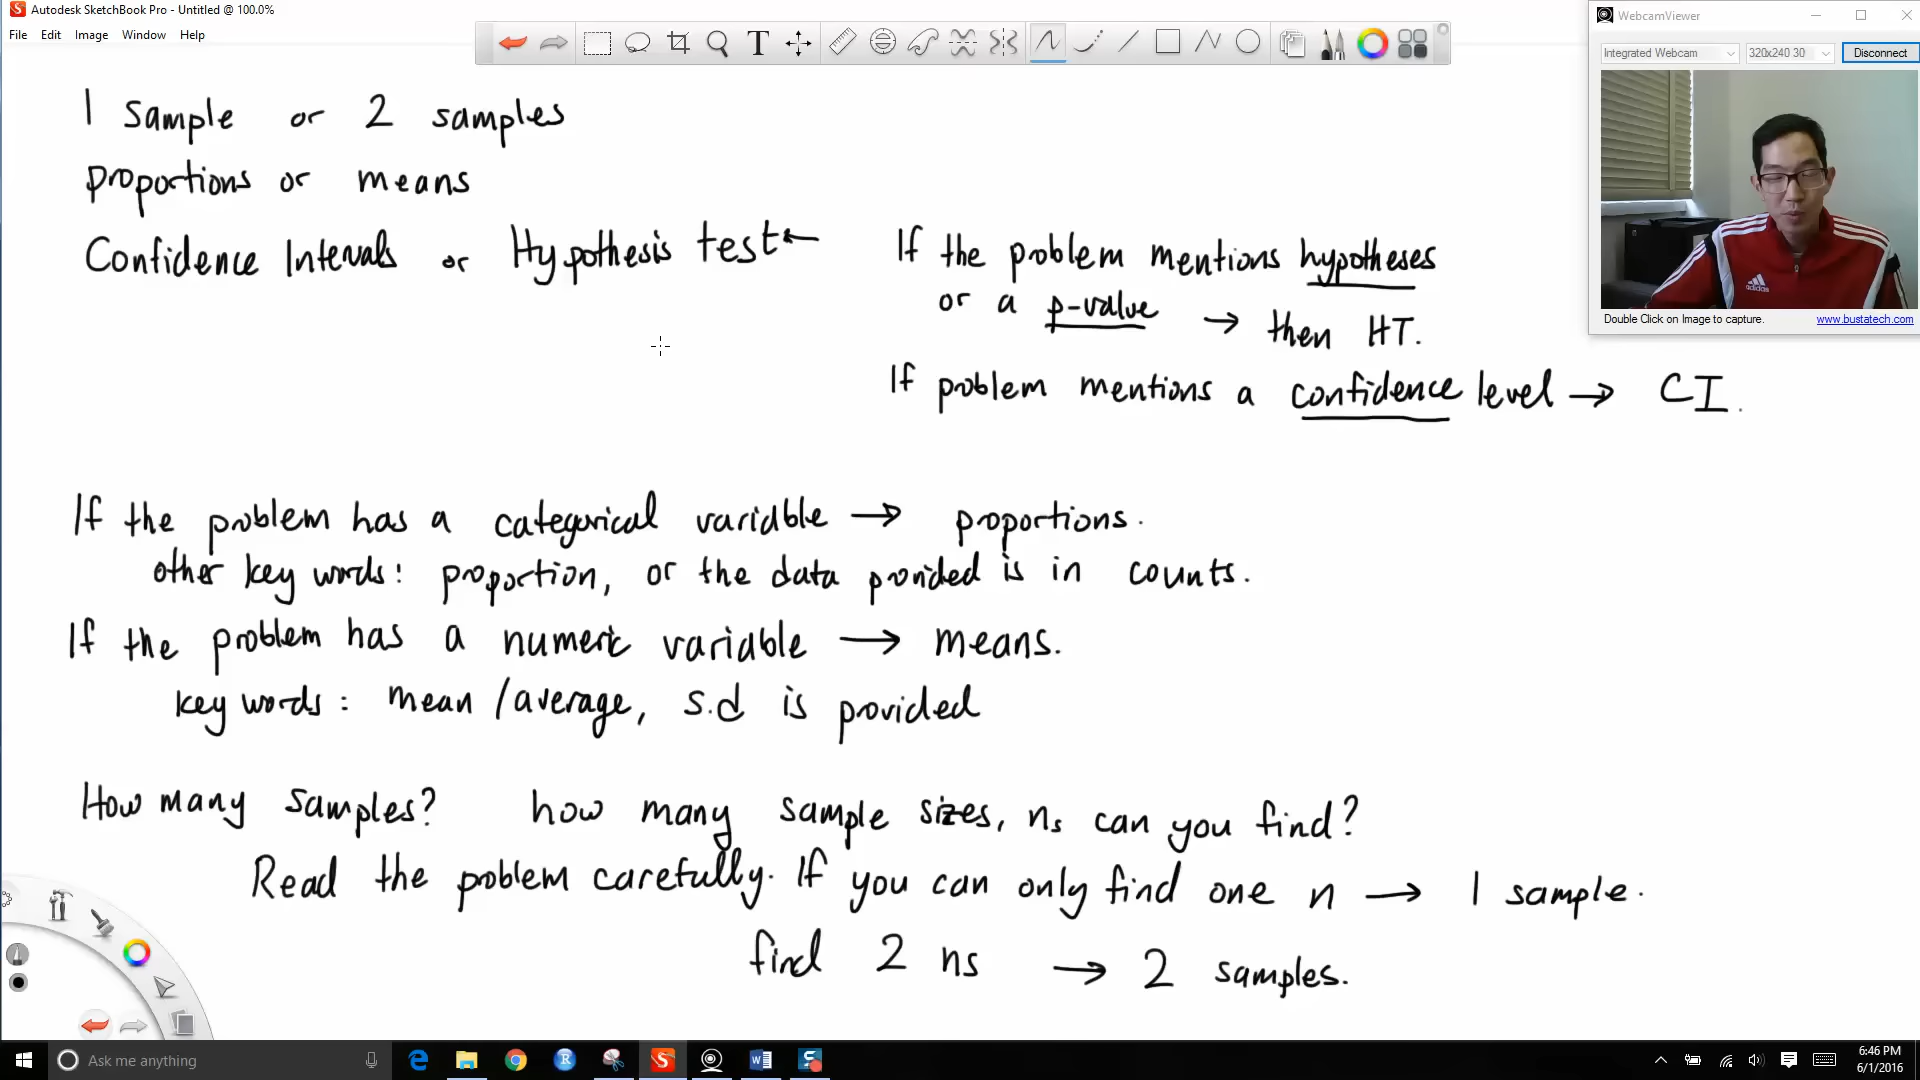 Autodesk SketchBook Pro - Untitled @ 100.0%
File Edit Image Window Help
WebcamViewer
Integrated Webcam 320x240 30 Disconnect
adidas
Double Click on Image to capture. www.bustatech.com
1 sample or 2 samples
proportions or means
Confidence Intervals or Hypothesis test ←
If the problem mentions hypotheses
or a p-value → then HT.
If problem mentions a confidence level → CI.
If the problem has a categorical variable → proportions.
other key words: proportion, or the data provided is in counts.
If the problem has a numeric variable → means.
key words: mean/average, s.d is provided
How many samples? how many sample sizes, ns can you find?
Read the problem carefully. If you can only find one n → 1 sample.
find 2 ns → 2 samples.
Ask me anything
6:46 PM
6/1/2016